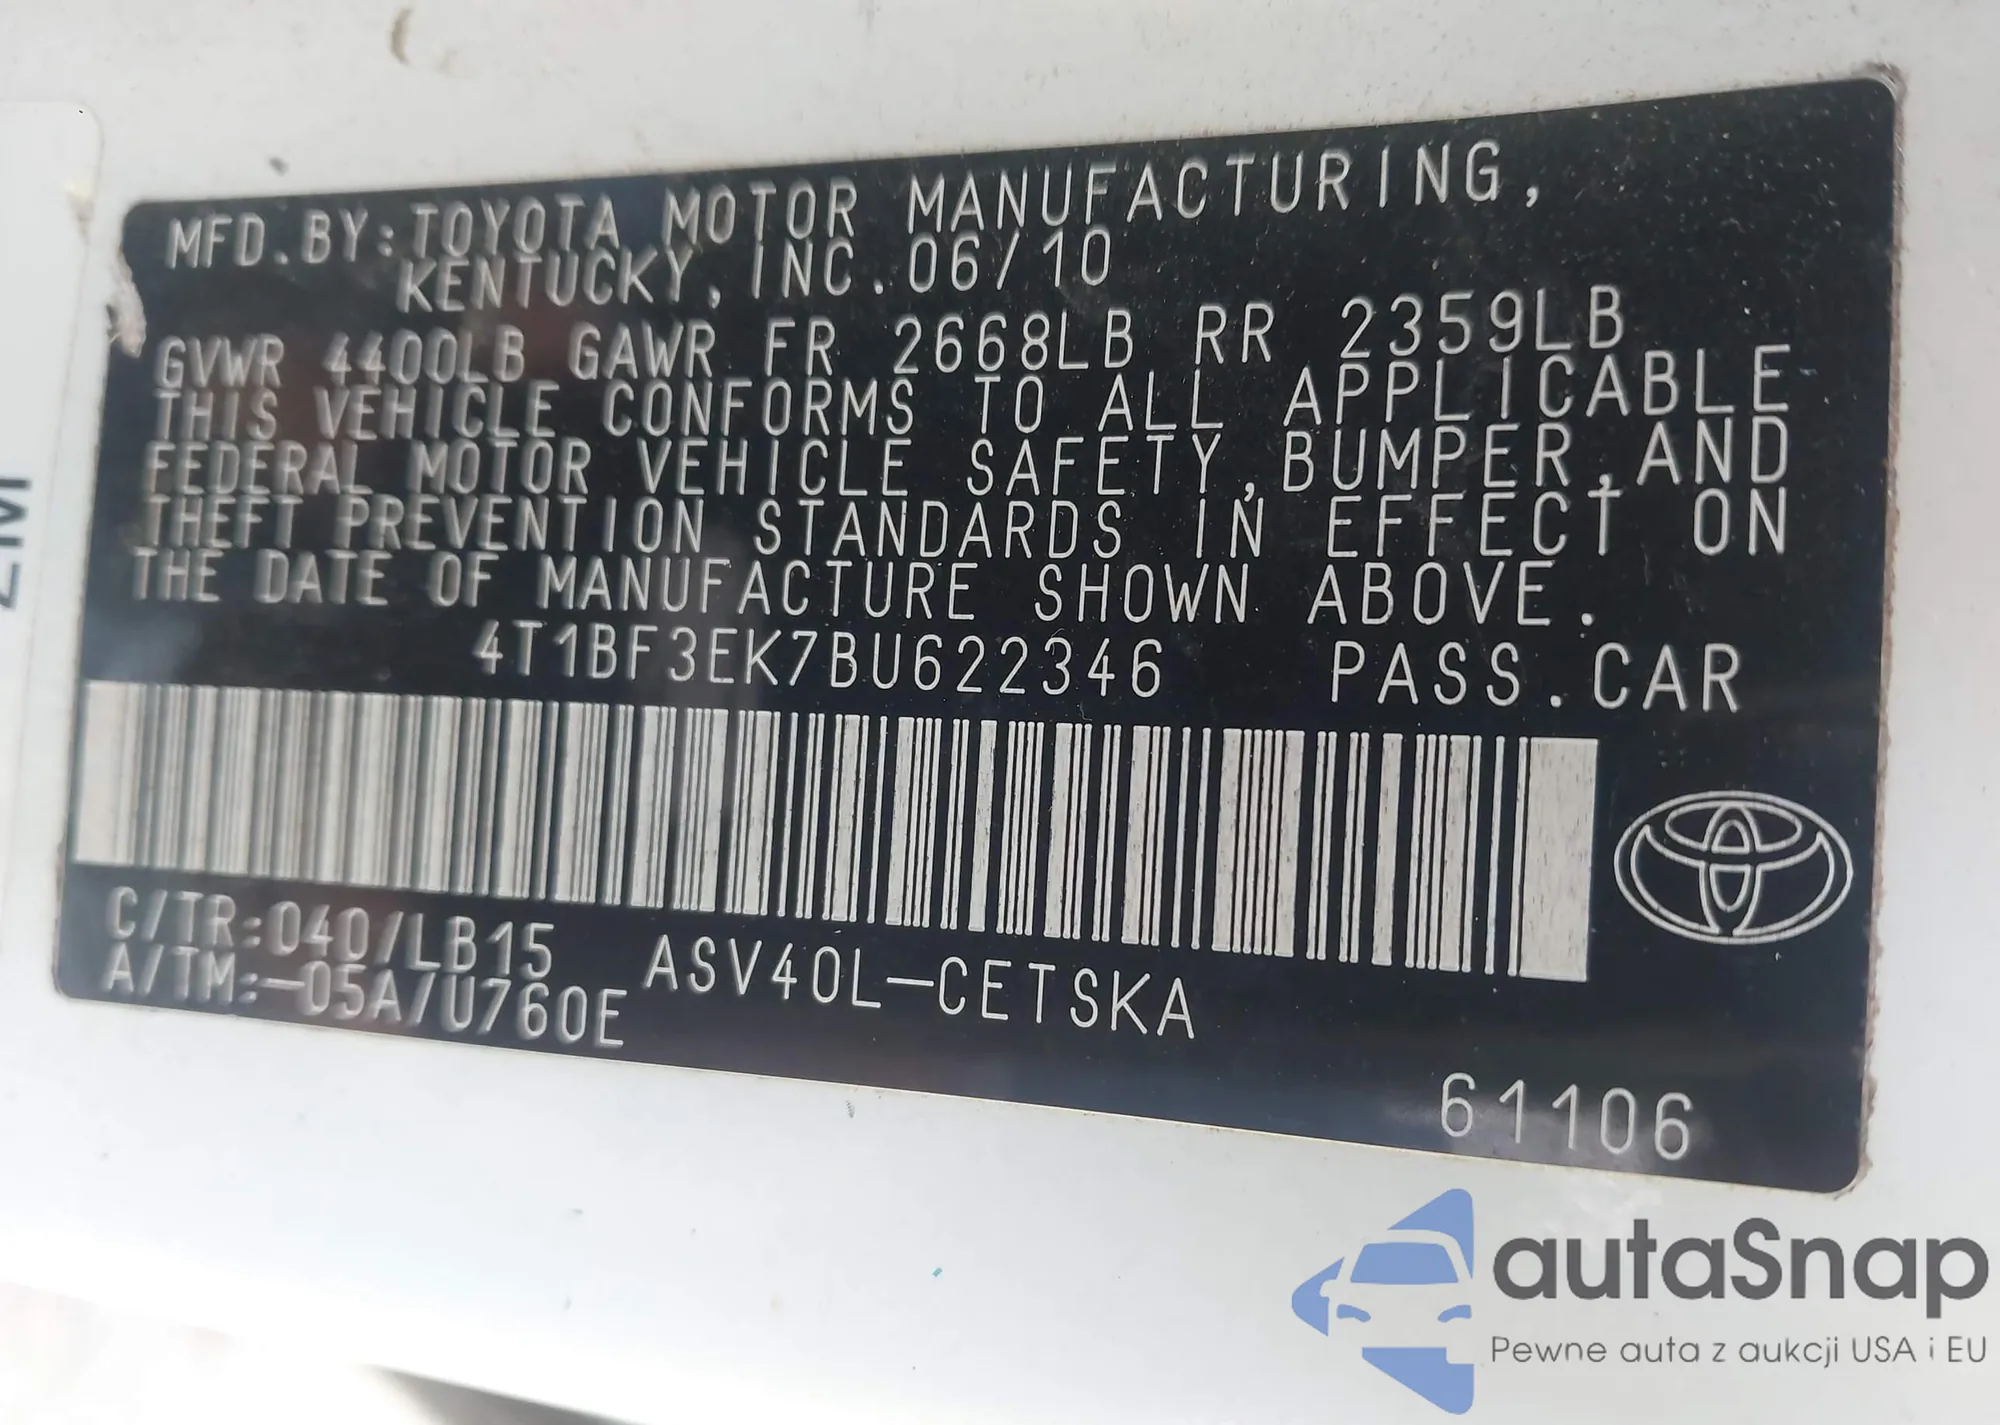 MFD.BY:TOYOTA MOTOR MANUFACTURING,
KENTUCKY, INC.06/10
GVWR 4400LB GAWR FR 2668LB RR 2359LB
THIS VEHICLE CONFORMS TO ALL APPLICABLE
FEDERAL MOTOR VEHICLE SAFETY,BUMPER,AND
THEFT PREVENTION STANDARDS IN EFFECT ON
THE DATE OF MANUFACTURE SHOWN ABOVE.
4T1BF3EK7BU622346 PASS.CAR
C/TR:040/LB15 ASV40L-CETSKA
A/TM:-05A/U760E
61106
autaSnap
Pewne auta z aukcji USA i EU